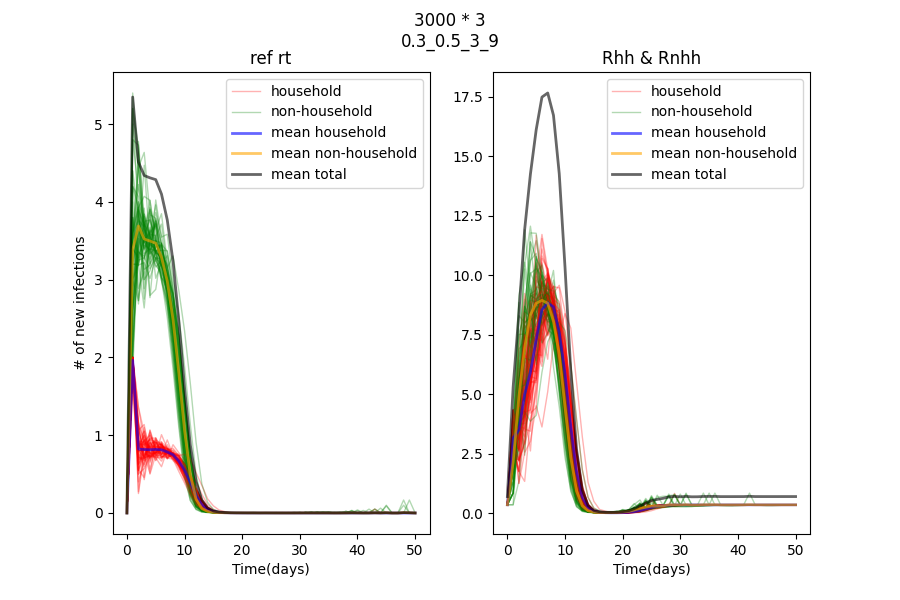 3000 * 3
0.3_0.5_3_9
ref rt
household
non-household
mean household
mean non-household
mean total
# of new infections
5
4
3
2
1
0
0 10 20 30 40 50
Time(days)
Rhh & Rnhh
household
non-household
mean household
mean non-household
mean total
17.5
15.0
12.5
10.0
7.5
5.0
2.5
0.0
0 10 20 30 40 50
Time(days)